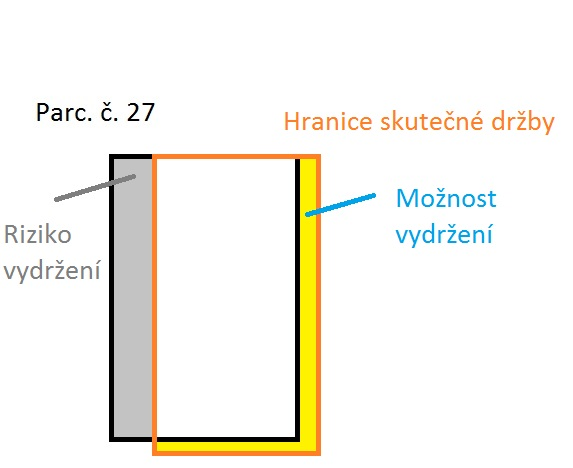 Parc. č. 27
Hranice skutečné držby
Možnost
vydržení
Riziko
vydržení